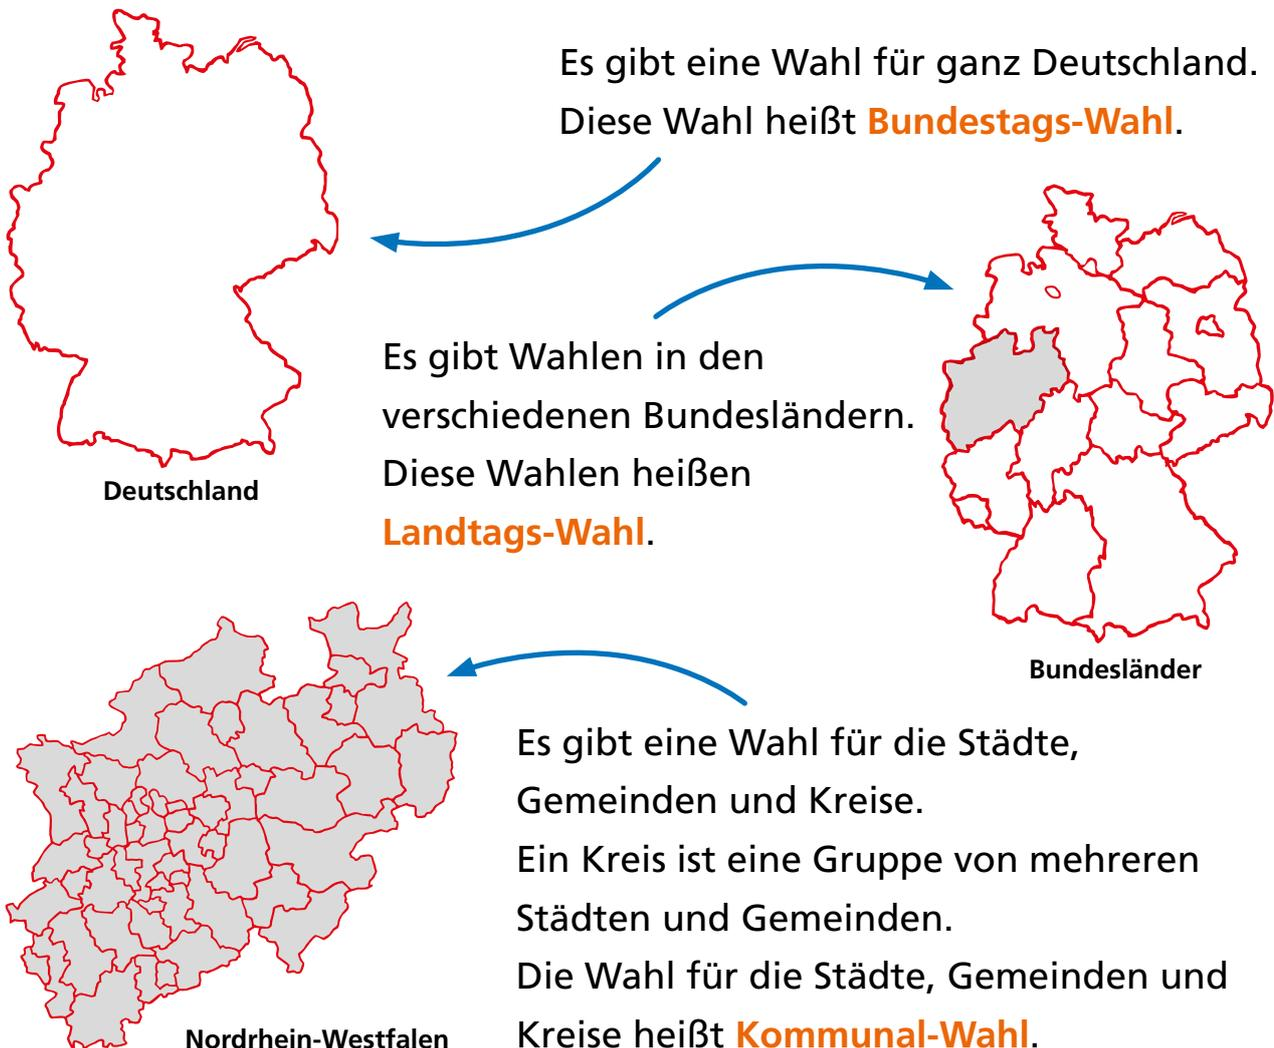 Es gibt eine Wahl für ganz Deutschland.
Diese Wahl heißt Bundestags-Wahl.
Es gibt Wahlen in den
verschiedenen Bundesländern.
Diese Wahlen heißen
Landtags-Wahl.
Deutschland
Bundesländer
Es gibt eine Wahl für die Städte,
Gemeinden und Kreise.
Ein Kreis ist eine Gruppe von mehreren
Städten und Gemeinden.
Die Wahl für die Städte, Gemeinden und
Kreise heißt Kommunal-Wahl.
Nordrhein-Westfalen